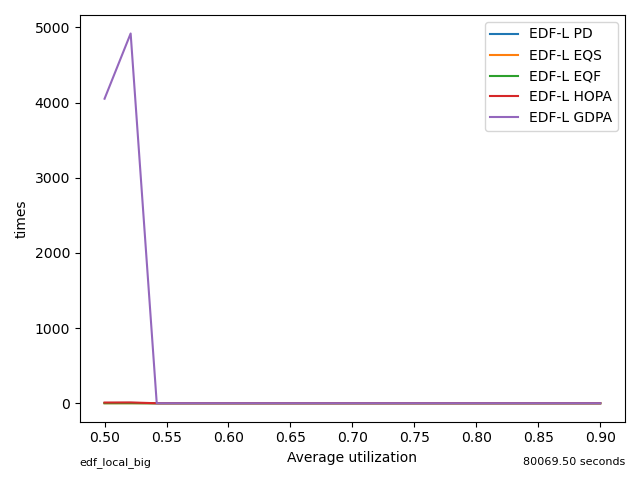 5000
4000
3000
2000
1000
0
times
EDF-L PD
EDF-L EQS
EDF-L EQF
EDF-L HOPA
EDF-L GDPA
0.50 0.55 0.60 0.65 0.70 0.75 0.80 0.85 0.90
Average utilization
edf_local_big
80069.50 seconds